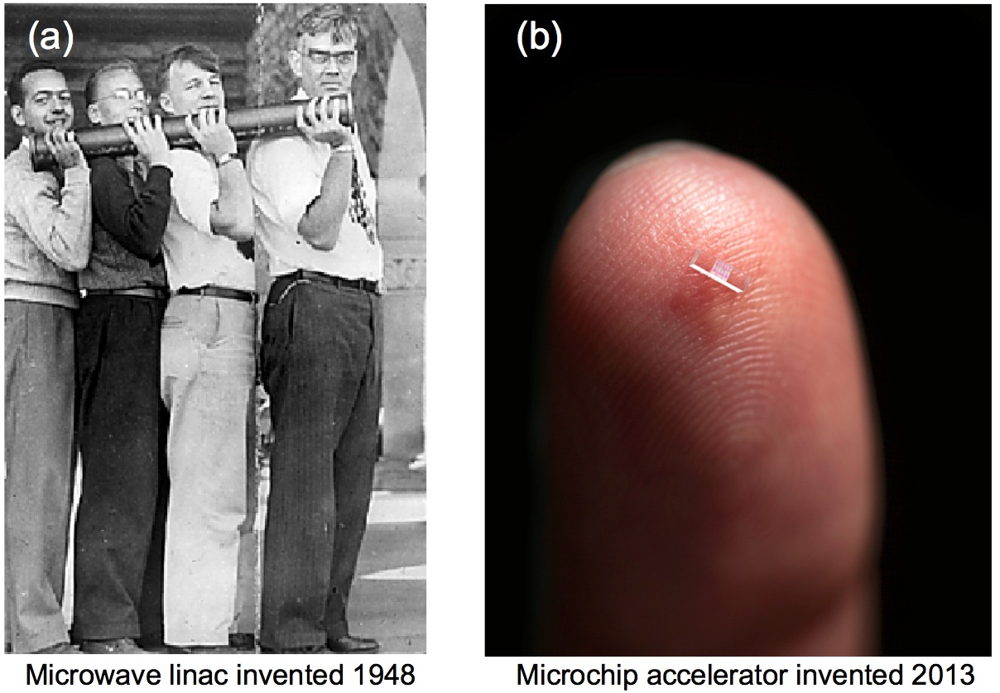 (a)
(b)
Microwave linac invented 1948
Microchip accelerator invented 2013